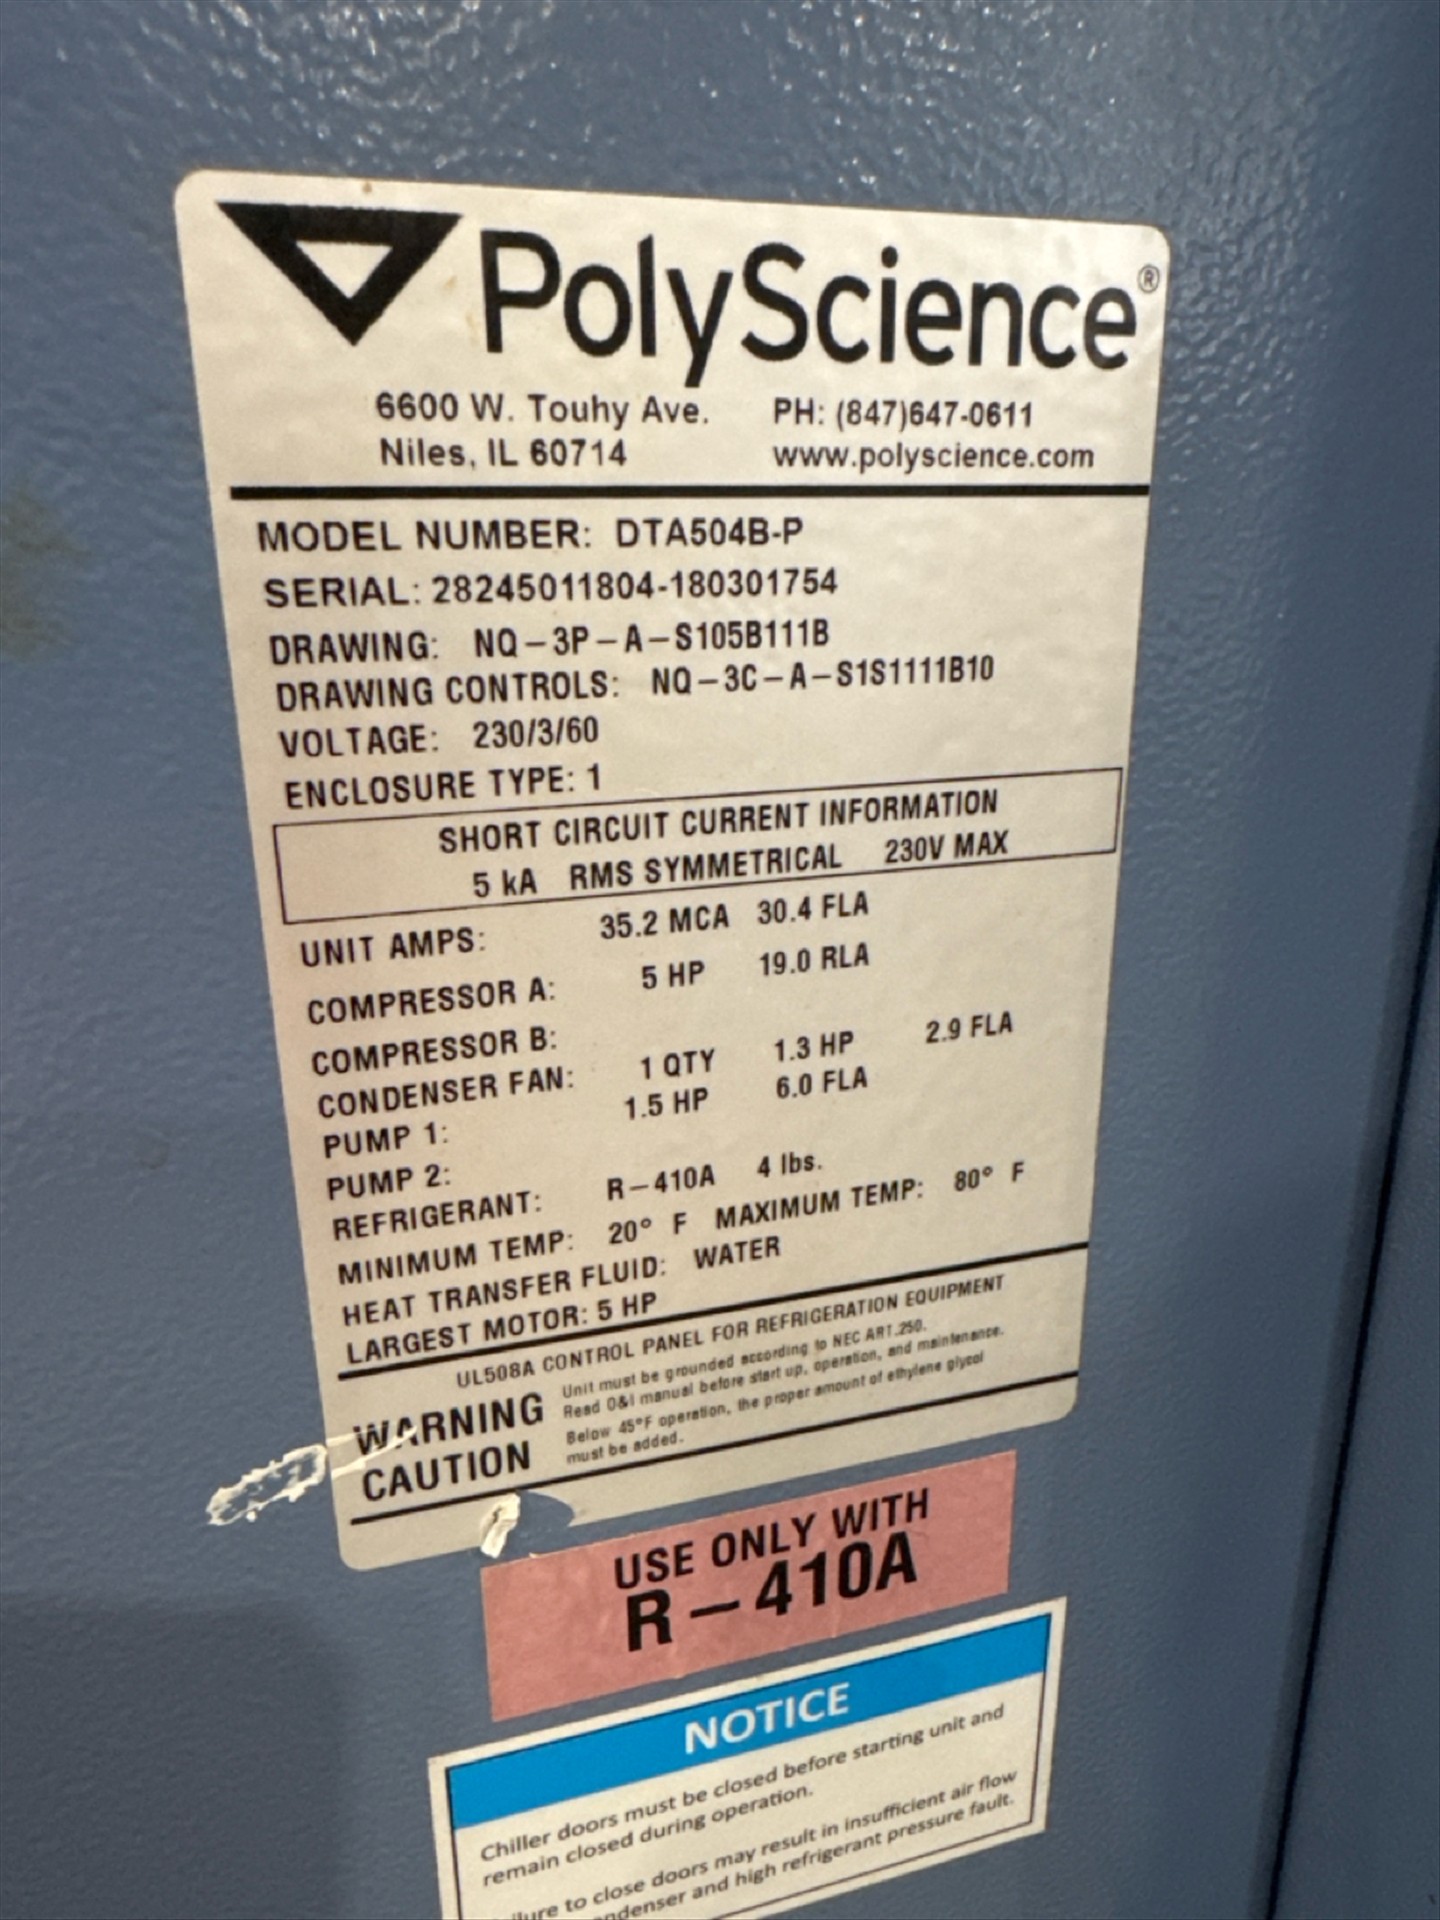 PolyScience®
6600 W. Touhy Ave. PH: (847)647-0611
Niles, IL 60714 www.polyscience.com
MODEL NUMBER: DTA504B-P
SERIAL: 28245011804-180301754
DRAWING: NQ-3P-A-S105B111B
DRAWING CONTROLS: NQ-3C-A-S1S1111B10
VOLTAGE: 230/3/60
ENCLOSURE TYPE: 1
SHORT CIRCUIT CURRENT INFORMATION
5 kA RMS SYMMETRICAL 230V MAX
UNIT AMPS: 35.2 MCA 30.4 FLA
COMPRESSOR A: 5 HP 19.0 RLA
COMPRESSOR B:
CONDENSER FAN: 1 QTY 1.3 HP 2.9 FLA
PUMP 1: 1.5 HP 6.0 FLA
PUMP 2:
REFRIGERANT: R-410A 4 lbs.
MINIMUM TEMP: 20° F MAXIMUM TEMP: 80° F
HEAT TRANSFER FLUID: WATER
LARGEST MOTOR: 5 HP
UL508A CONTROL PANEL FOR REFRIGERATION EQUIPMENT
WARNING Unit must be grounded according to NEC ART.250.
Read O&I manual before start up, operation, and maintenance.
CAUTION Below 45°F operation, the proper amount of ethylene glycol
must be added.
USE ONLY WITH
R-410A
NOTICE
Chiller doors must be closed before starting unit and
remain closed during operation.
to close doors may result in insufficient air flow
and high refrigerant pressure fault.